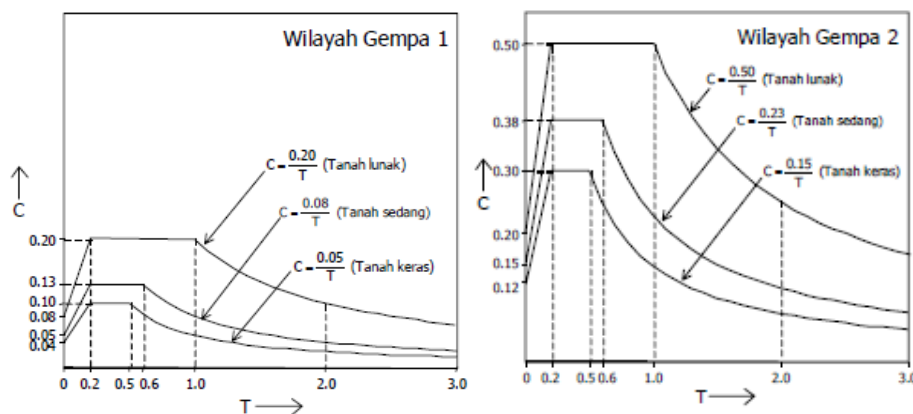 Wilayah Gempa 1
C = 0.20/T (Tanah lunak)
C = 0.08/T (Tanah sedang)
C = 0.05/T (Tanah keras)
C
0.20
0.13
0.10
0.08
0.05
0.04
0 0.2 0.5 0.6 1.0 2.0 3.0
T
Wilayah Gempa 2
C = 0.50/T (Tanah lunak)
C = 0.23/T (Tanah sedang)
C = 0.15/T (Tanah keras)
0.50
0.38
0.30
C
0.20
0.15
0.12
0 0.2 0.5 0.6 1.0 2.0 3.0
T